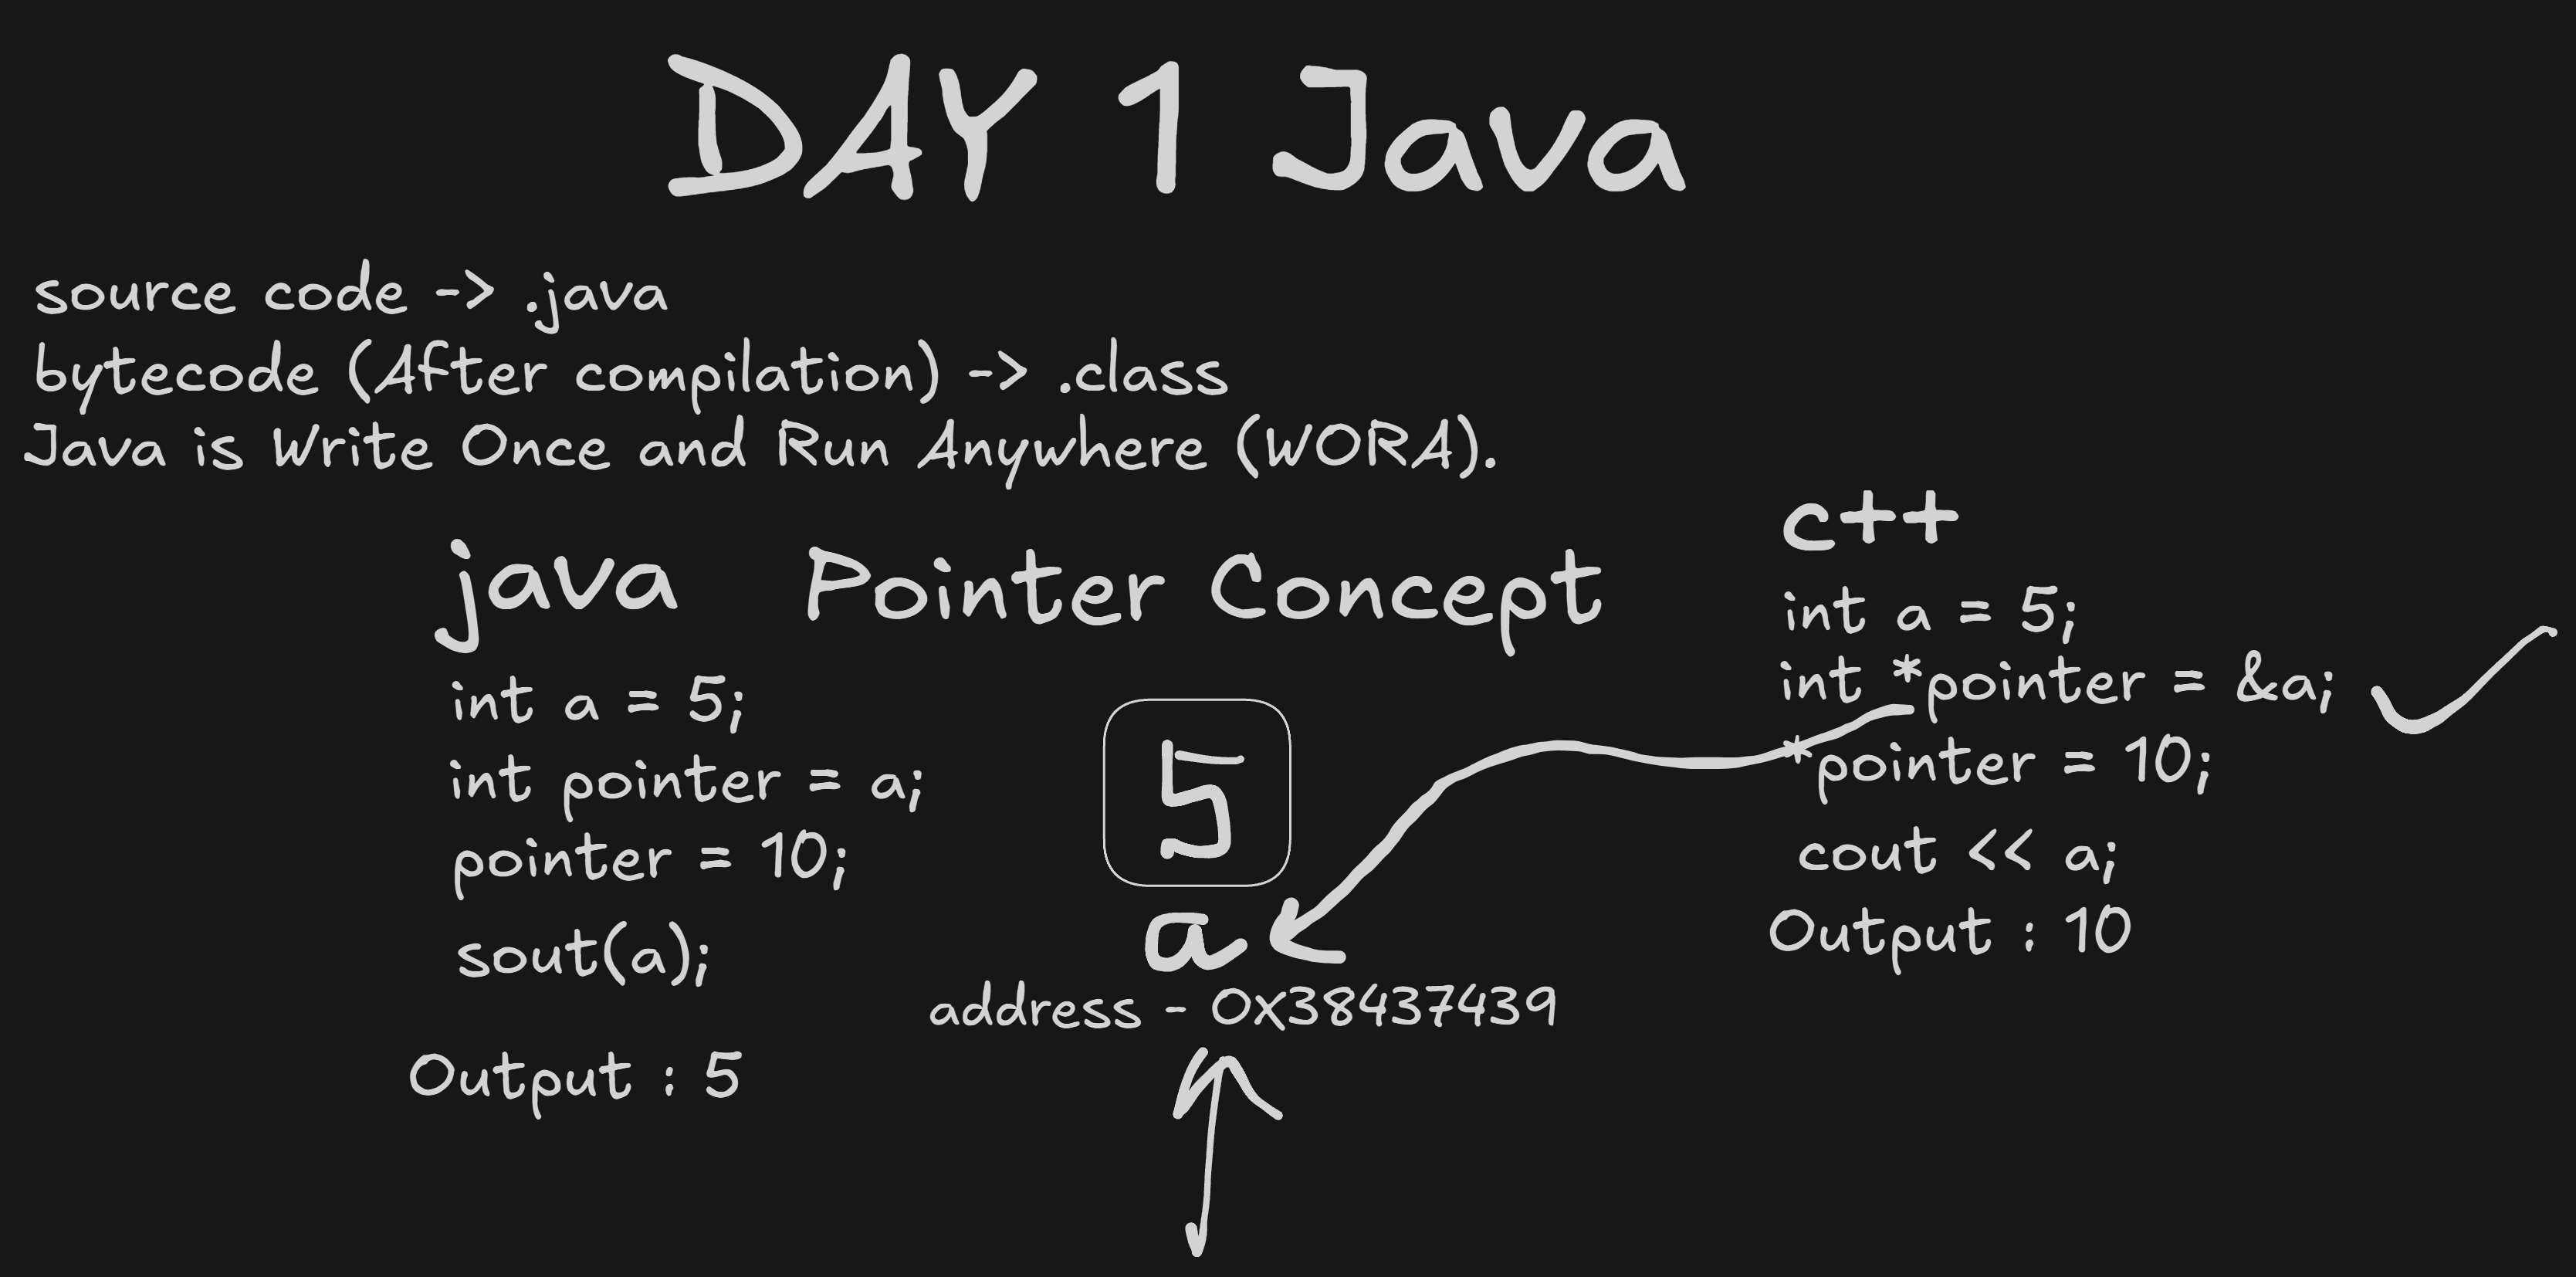 DAY 1 Java
source code -> .java
bytecode (After compilation) -> .class
Java is Write Once and Run Anywhere (WORA).
java
Pointer Concept
int a = 5;
int pointer = a;
pointer = 10;
sout(a);
Output : 5
5
a
address - 0X38437439
c++
int a = 5;
int *pointer = &a;
*pointer = 10;
cout << a;
Output : 10